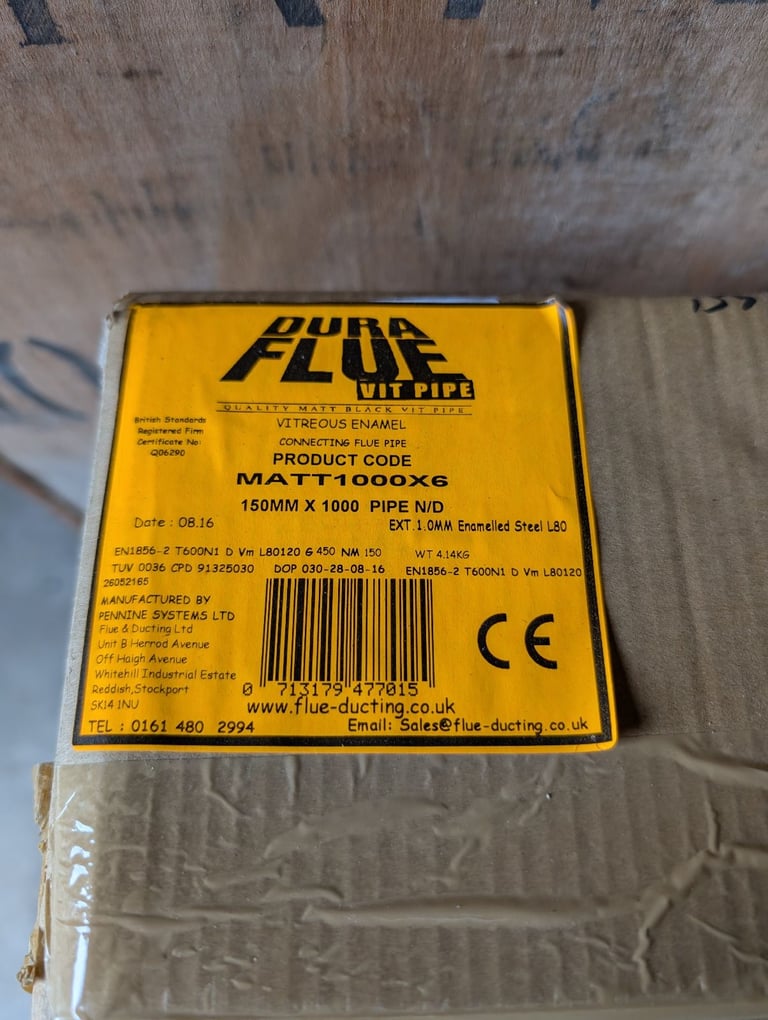 DURA
FLUE
VIT PIPE
QUALITY MATT BLACK VIT PIPE
VITREOUS ENAMEL
CONNECTING FLUE PIPE
British Standards
Registered Firm
Certificate No:
Q06290
PRODUCT CODE
MATT1000X6
150MM X 1000 PIPE N/D
Date : 08.16
EXT.1.0MM Enamelled Steel L80
EN1856-2 T600N1 D Vm L80120 G 450 NM 150 WT 4.14KG
TUV 0036 CPD 91325030 DOP 030-28-08-16 EN1856-2 T600N1 D Vm L80120
26052165
MANUFACTURED BY
PENNINE SYSTEMS LTD
Flue & Ducting Ltd
Unit B Herrod Avenue
Off Haigh Avenue
Whitehill Industrial Estate
Reddish,Stockport
SK14 1NU
CE
0 713179 477015
www.flue-ducting.co.uk
TEL : 0161 480 2994
Email: Sales@flue-ducting.co.uk